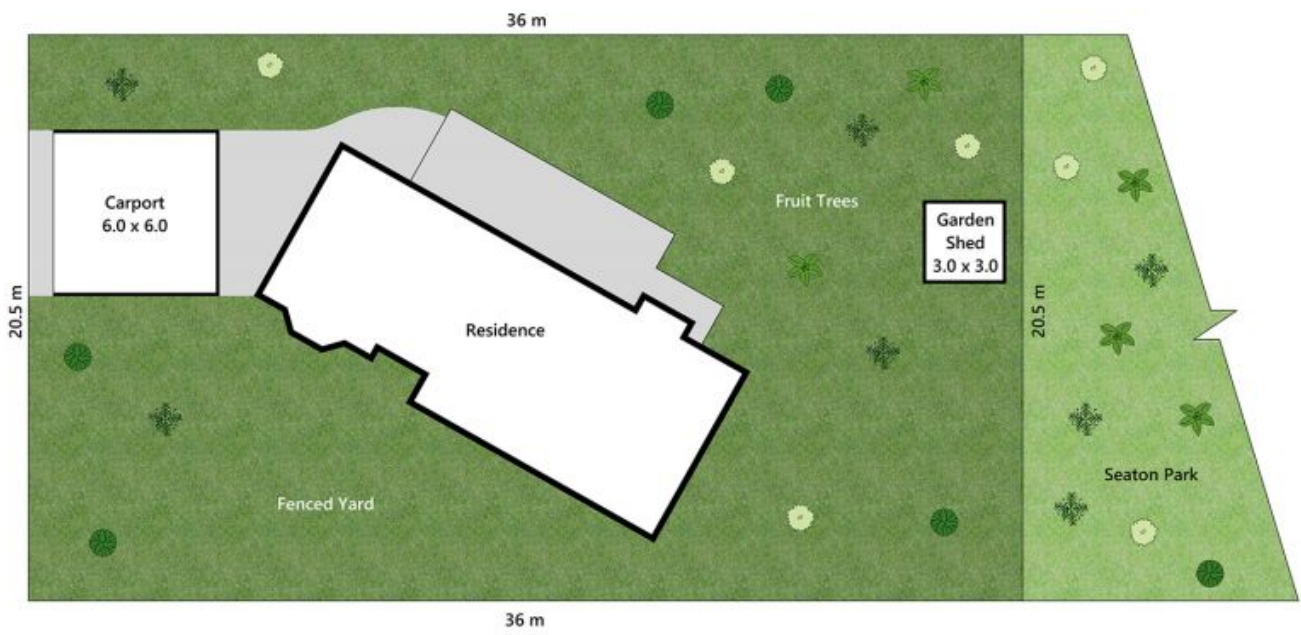 36 m
Carport
6.0 x 6.0
Fruit Trees
Garden
Shed
3.0 x 3.0
20.5 m
20.5 m
Residence
Seaton Park
Fenced Yard
36 m